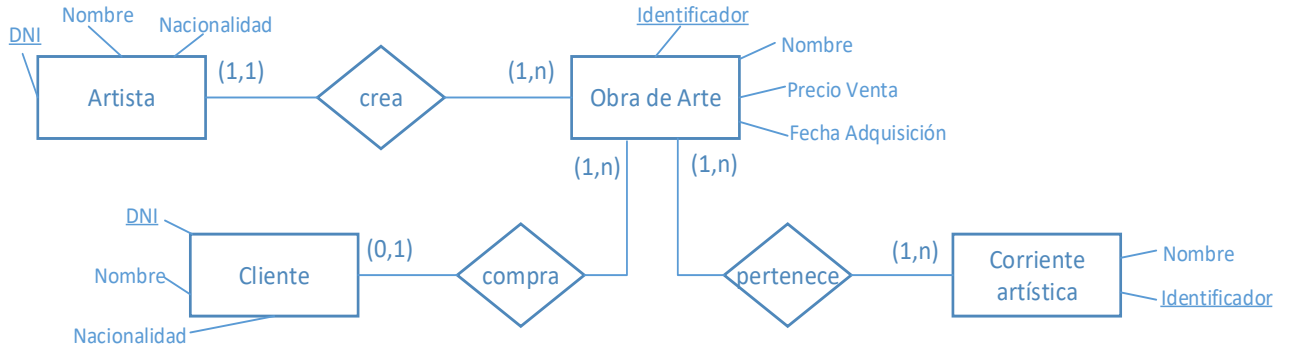 Nombre
Nacionalidad
DNI
Artista
(1,1)
crea
(1,n)
Identificador
Nombre
Obra de Arte
Precio Venta
Fecha Adquisición
(1,n)
(1,n)
DNI
Nombre
Cliente
Nacionalidad
(0,1)
compra
pertenece
(1,n)
Corriente
artística
Nombre
Identificador